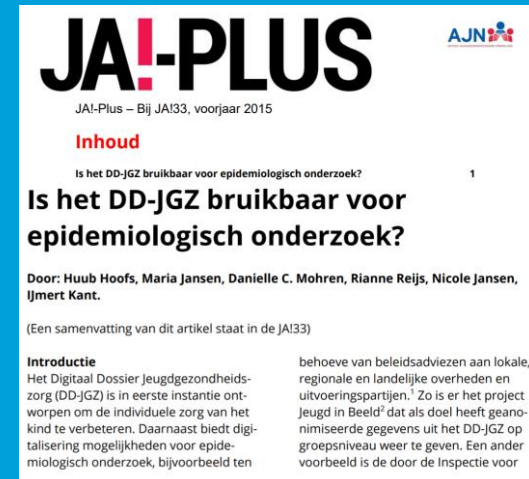 JA!-PLUS
AJN
JA!-Plus – Bij JA!33, voorjaar 2015
Inhoud
Is het DD-JGZ bruikbaar voor epidemiologisch onderzoek? 1
Is het DD-JGZ bruikbaar voor
epidemiologisch onderzoek?
Door: Huub Hoofs, Maria Jansen, Danielle C. Mohren, Rianne Reijs, Nicole Jansen,
IJmert Kant.
(Een samenvatting van dit artikel staat in de JA!33)
Introductie
Het Digitaal Dossier Jeugdgezondheids-
zorg (DD-JGZ) is in eerste instantie ont-
worpen om de individuele zorg van het
kind te verbeteren. Daarnaast biedt digi-
talisering mogelijkheden voor epide-
miologisch onderzoek, bijvoorbeeld ten
behoeve van beleidsadviezen aan lokale,
regionale en landelijke overheden en
uitvoeringspartijen.¹ Zo is er het project
Jeugd in Beeld² dat als doel heeft geano-
nimiseerde gegevens uit het DD-JGZ op
groepsniveau weer te geven. Een ander
voorbeeld is de door de Inspectie voor